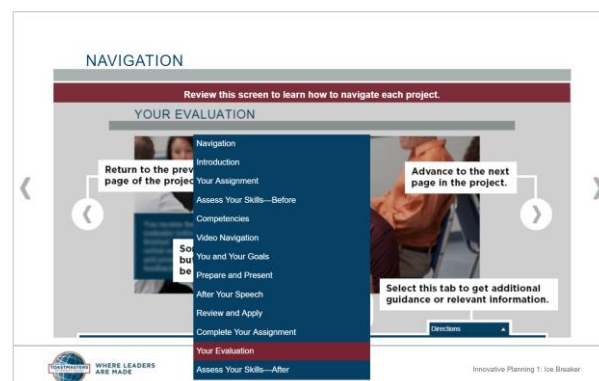 NAVIGATION
Review this screen to learn how to navigate each project.
YOUR EVALUATION
Return to the prev
page of the projec
Navigation
Introduction
Your Assignment
Assess Your Skills—Before
Competencies
Video Navigation
You and Your Goals
Prepare and Present
After Your Speech
Review and Apply
Complete Your Assignment
Your Evaluation
Assess Your Skills—After
Advance to the next
page in the project.
but
be
Select this tab to get additional
guidance or relevant information.
Directions
TOASTMASTERS
WHERE LEADERS
ARE MADE
Innovative Planning 1: Ice Breaker